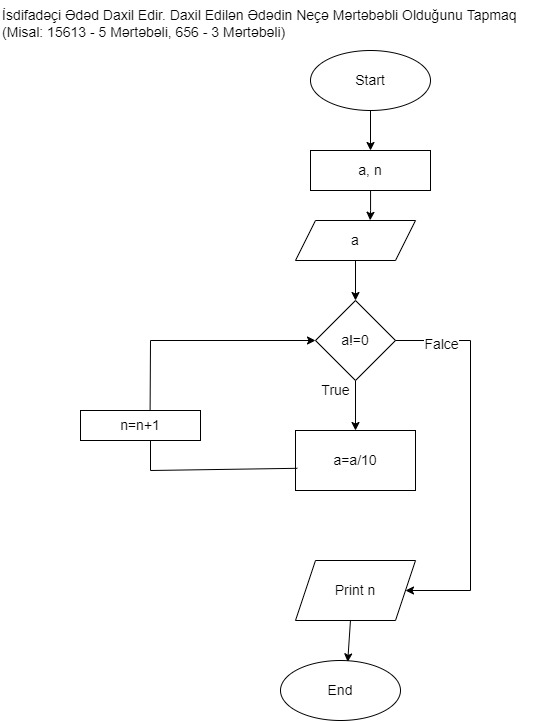 İsdifadəçi Ədəd Daxil Edir. Daxil Edilən Ədədin Neçə Mərtəbəbli Olduğunu Tapmaq
(Misal: 15613 - 5 Mərtəbəli, 656 - 3 Mərtəbəli)
Start
a, n
a
a!=0
Falce
True
n=n+1
a=a/10
Print n
End